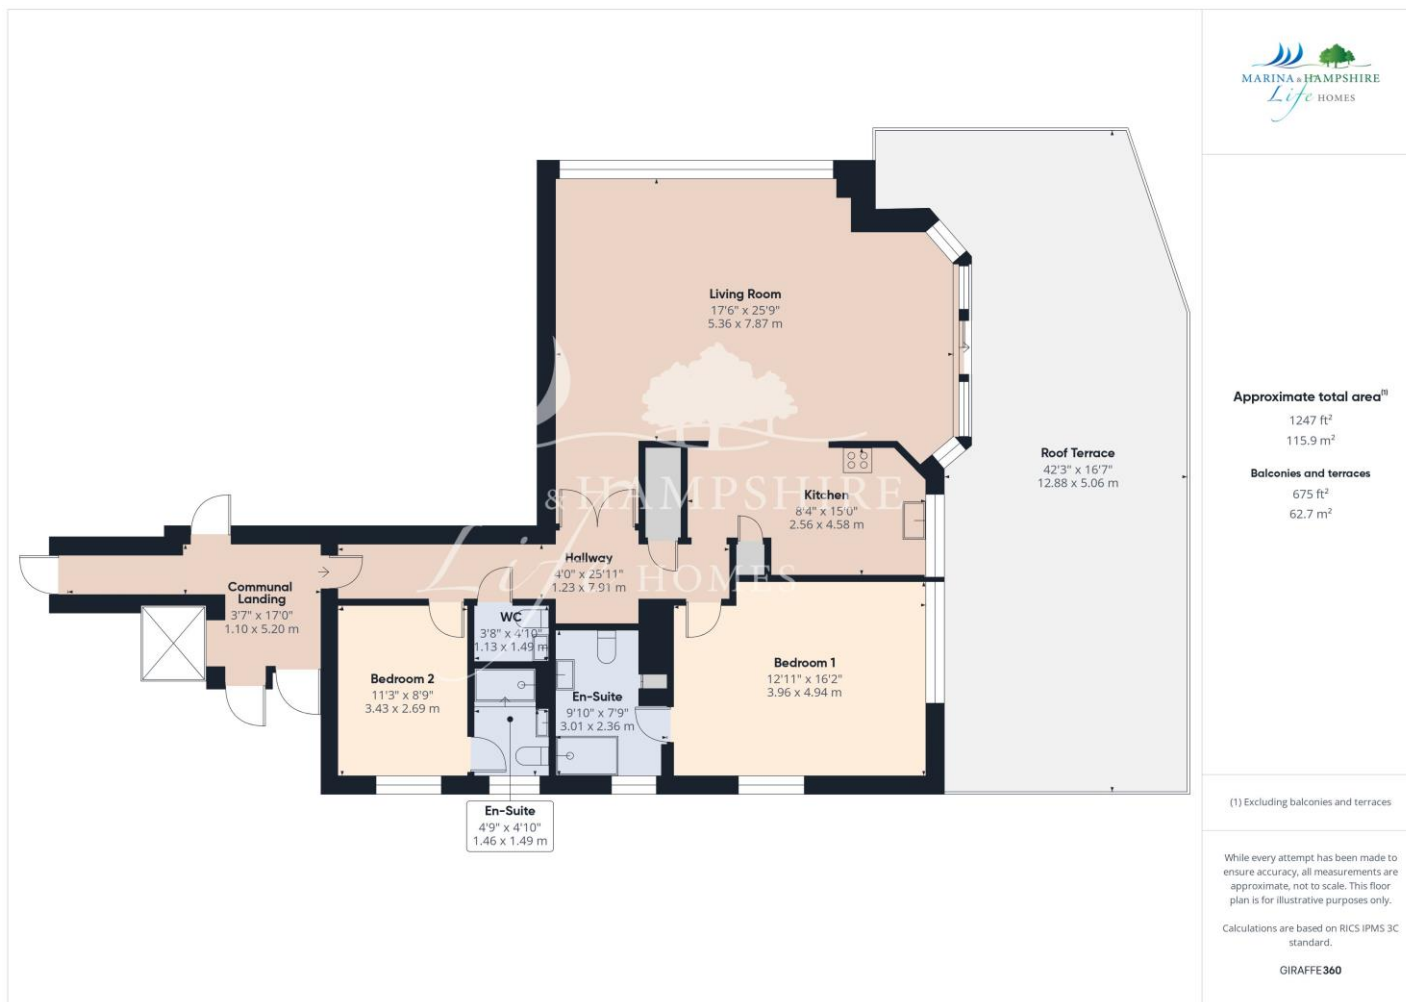 MARINA & HAMPSHIRE
Life HOMES
Living Room
17'6" x 25'9"
5.36 x 7.87 m
Roof Terrace
42'3" x 16'7"
12.88 x 5.06 m
Kitchen
8'4" x 15'0"
2.56 x 4.58 m
Hallway
4'0" x 25'11"
1.23 x 7.91 m
Communal
Landing
3'7" x 17'0"
1.10 x 5.20 m
WC
3'8" x 4'10"
1.13 x 1.49 m
Bedroom 2
11'3" x 8'9"
3.43 x 2.69 m
En-Suite
9'10" x 7'9"
3.01 x 2.36 m
Bedroom 1
12'11" x 16'2"
3.96 x 4.94 m
En-Suite
4'9" x 4'10"
1.46 x 1.49 m
& HAMPSHIRE
Life HOMES
Approximate total area(1)
1247 ft²
115.9 m²
Balconies and terraces
675 ft²
62.7 m²
(1) Excluding balconies and terraces
While every attempt has been made to
ensure accuracy, all measurements are
approximate, not to scale. This floor
plan is for illustrative purposes only.
Calculations are based on RICS IPMS 3C
standard.
GIRAFFE360